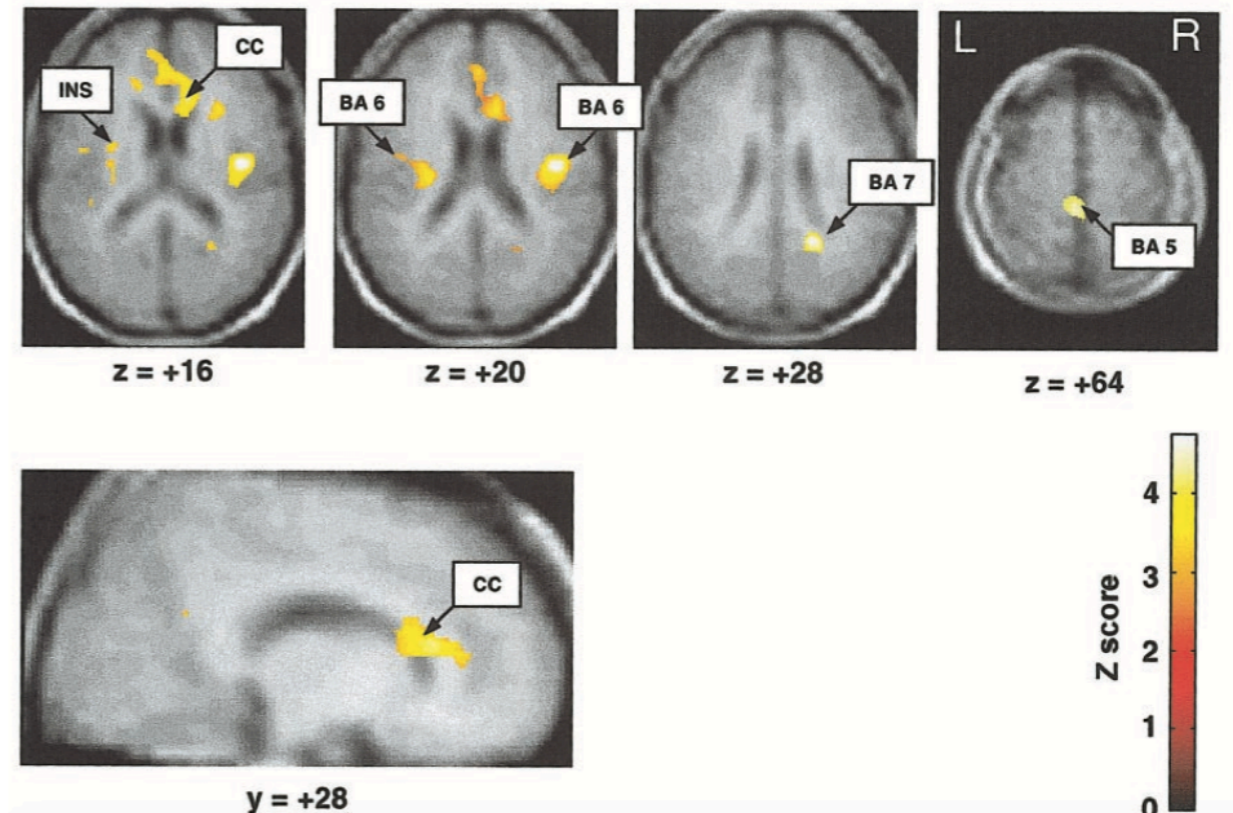 CC
INS
BA 6
BA 6
BA 7
L R
BA 5
z = +16
z = +20
z = +28
z = +64
CC
y = +28
Z score
4
3
2
1
0